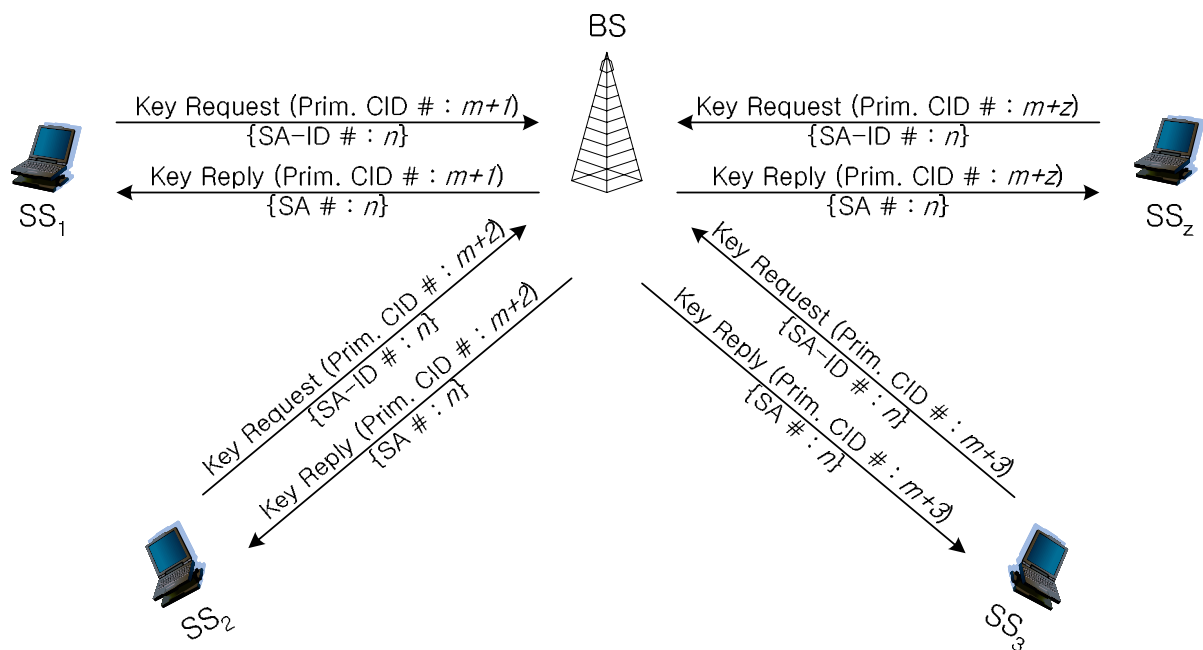 BS
Key Request (Prim. CID # : m+1)
{SA-ID # : n}
Key Reply (Prim. CID # : m+1)
{SA # : n}
SS1
Key Request (Prim. CID # : m+z)
{SA-ID # : n}
Key Reply (Prim. CID # : m+z)
{SA # : n}
SSz
Key Request (Prim. CID # : m+2)
{SA-ID # : n}
Key Reply (Prim. CID # : m+2)
{SA # : n}
SS2
Key Request (Prim. CID # : m+3)
{SA-ID # : n}
Key Reply (Prim. CID # : m+3)
{SA # : n}
SS3